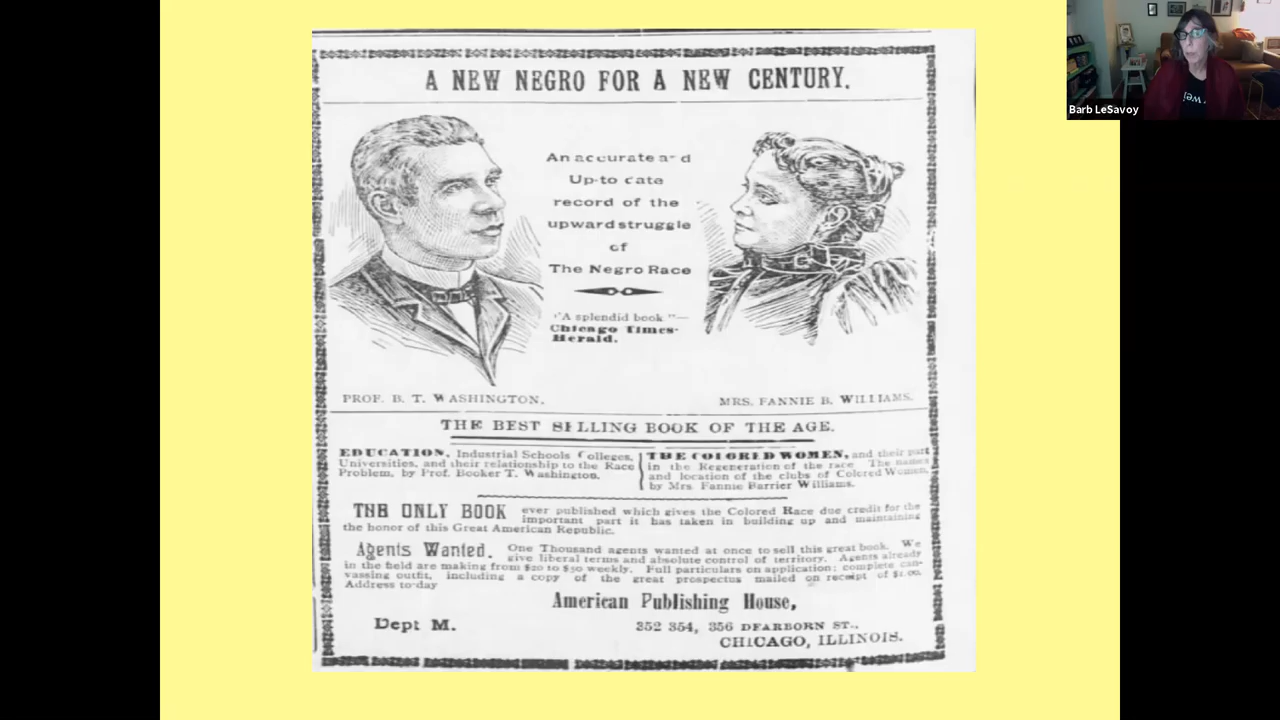 A NEW NEGRO FOR A NEW CENTURY.
An accurate and
Up-to cate
record of the
upward struggle
of
The Negro Race
"A splendid book "—
Chicago Times-
Herald.
PROF. B. T. WASHINGTON.
MRS. FANNIE B. WILLIAMS.
THE BEST SELLING BOOK OF THE AGE.
EDUCATION, Industrial Schools Colleges,
Universities, and their relationship to the Race
Problem, by Prof. Booker T. Washington.
THE COLORED WOMEN, and their part
in the Regeneration of the race The names
and location of the clubs of Colored Women,
by Mrs. Fannie Barrier Williams.
THE ONLY BOOK ever published which gives the Colored Race due credit for the
important part it has taken in building up and maintaining
the honor of this Great American Republic.
Agents Wanted. One Thousand agents wanted at once to sell this great book. We
give liberal terms and absolute control of territory. Agents already
in the field are making from $20 to $50 weekly. Full particulars on application; complete can-
vassing outfit, including a copy of the great prospectus mailed on receipt of $1.00.
Address to-day
American Publishing House,
Dept M.
352 354, 356 DEARBORN ST.,
CHICAGO, ILLINOIS.
Barb LeSavoy